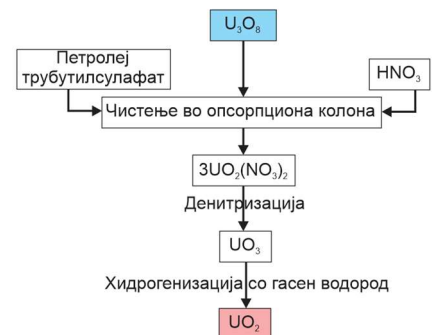 U₃O₈
Петролеј
трубутилсулафат
HNO₃
Чистење во опсорпциона колона
3UO₂(NO₃)₂
Денитризација
UO₃
Хидрогенизација со гасен водород
UO₂